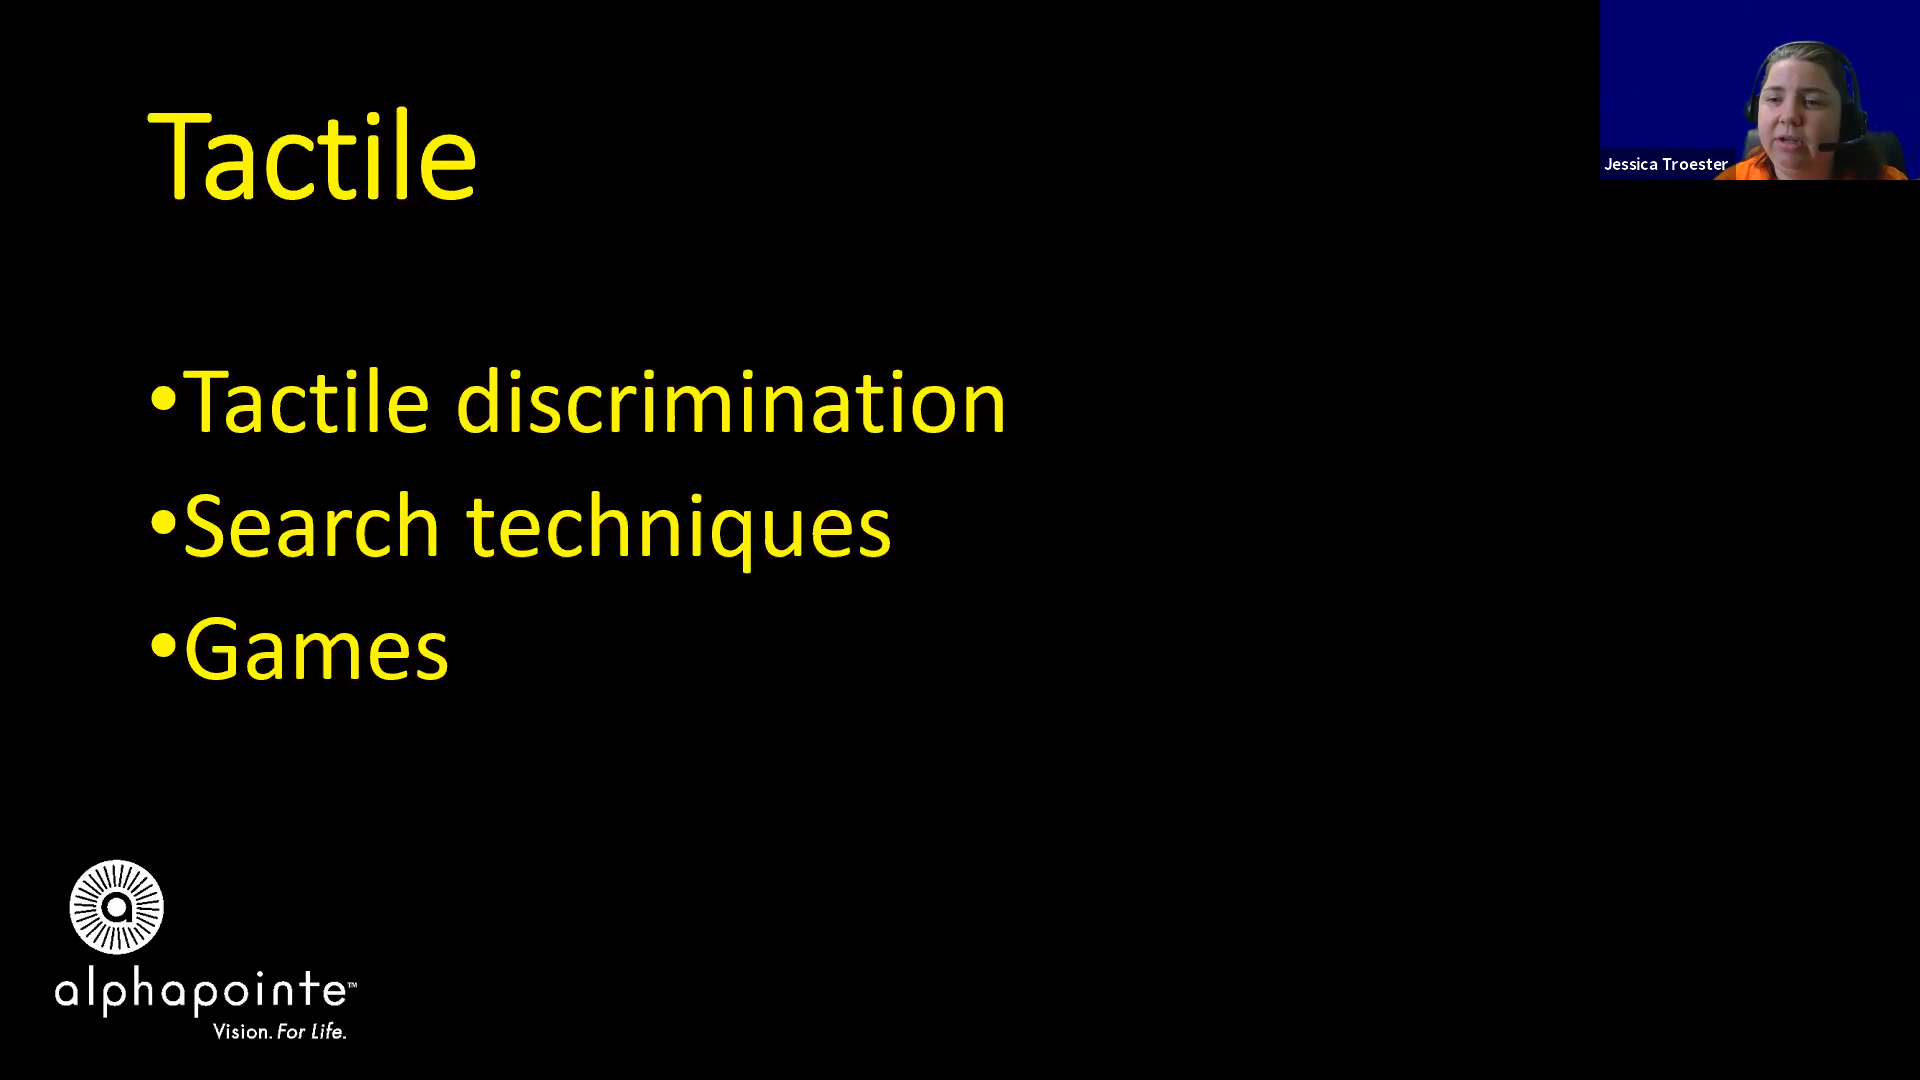 Tactile
Jessica Troester
•Tactile discrimination
•Search techniques
•Games
a
alphapointe™
Vision. For Life.